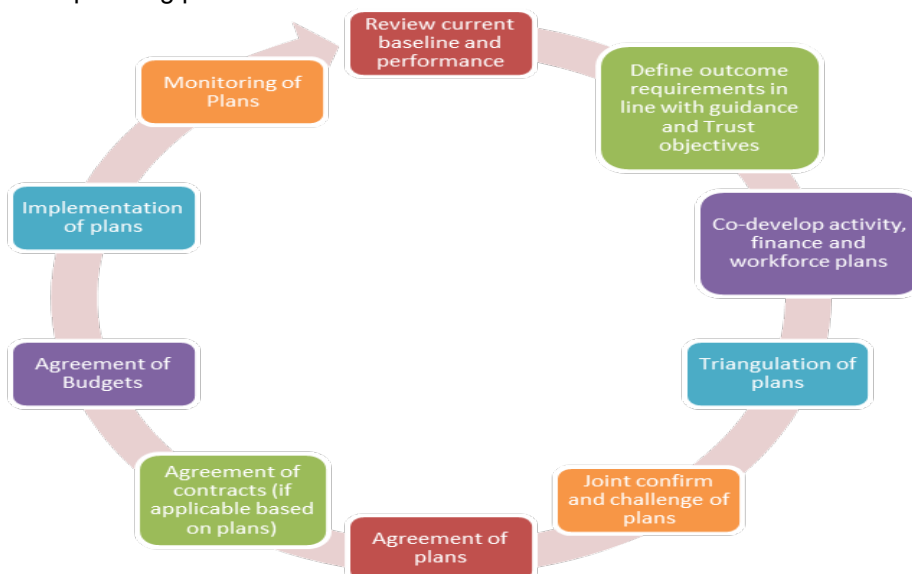 Review current
baseline and
performance
Define outcome
requirements in
line with guidance
and Trust
objectives
Co-develop activity,
finance and
workforce plans
Triangulation of
plans
Joint confirm
and challenge of
plans
Agreement of
plans
Agreement of
contracts (if
applicable based
on plans)
Agreement of
Budgets
Implementation
of plans
Monitoring of
Plans